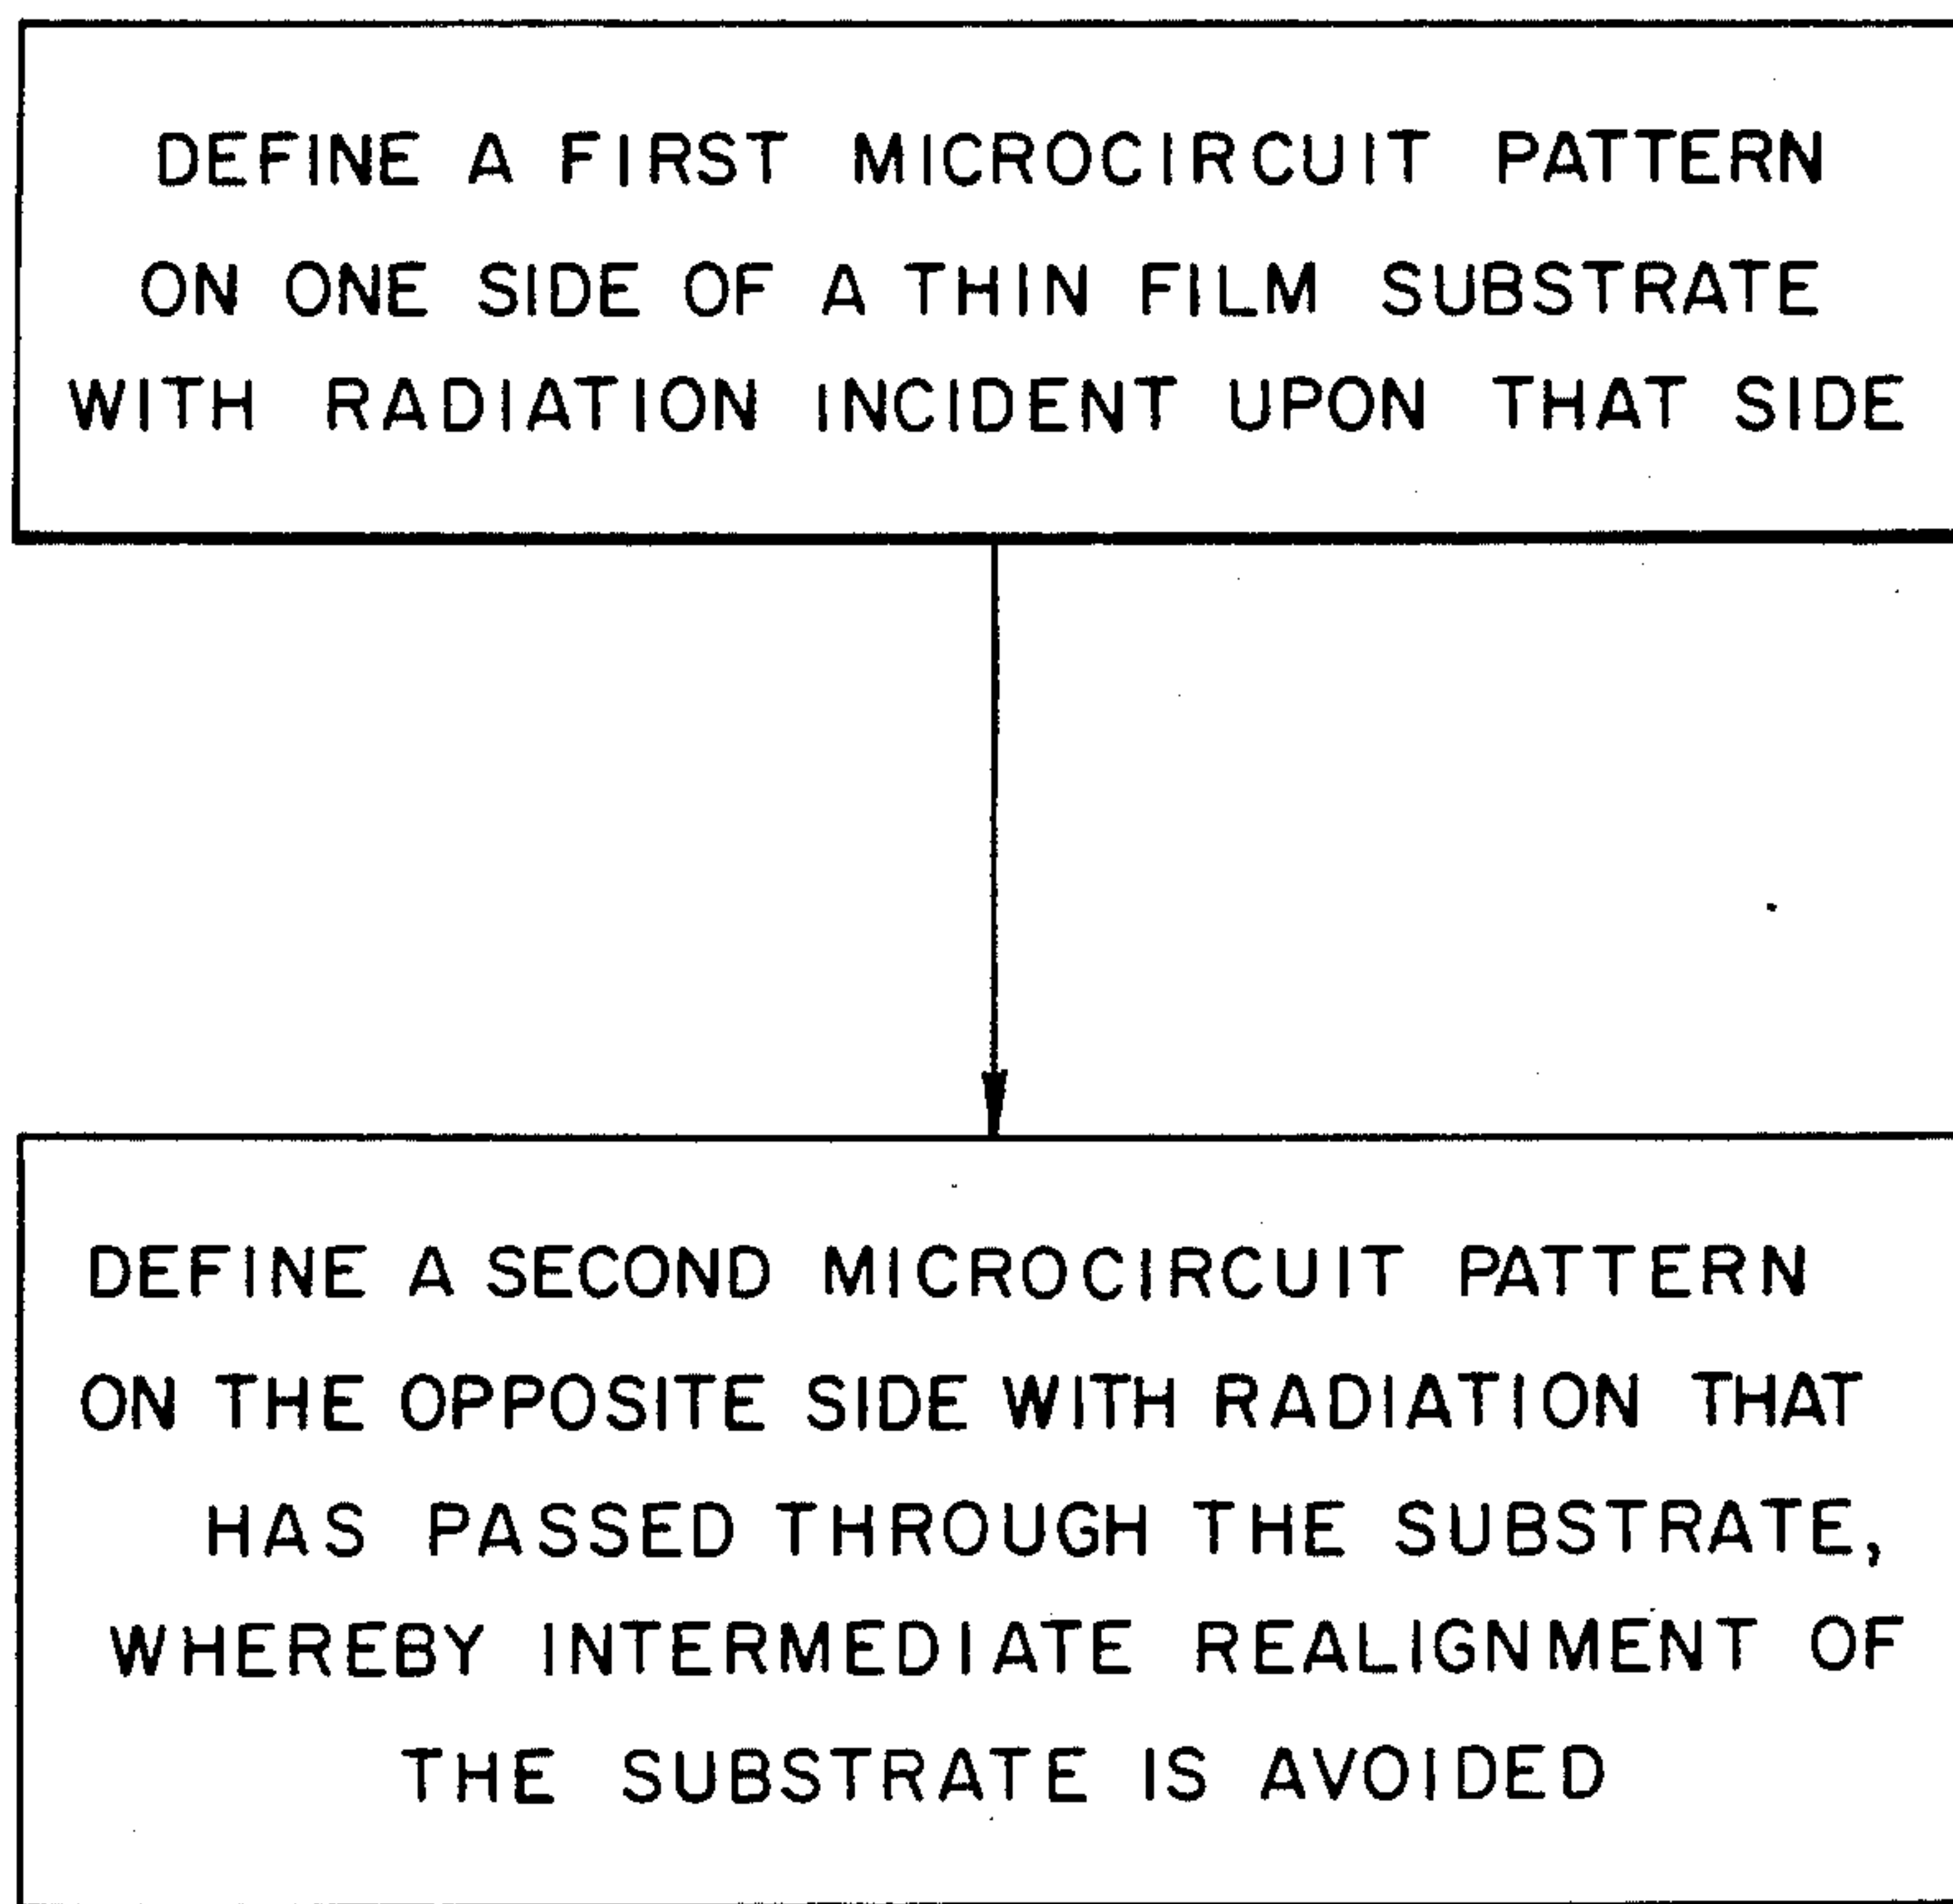 DEFINE A FIRST MICROCIRCUIT PATTERN
ON ONE SIDE OF A THIN FILM SUBSTRATE
WITH RADIATION INCIDENT UPON THAT SIDE
DEFINE A SECOND MICROCIRCUIT PATTERN
ON THE OPPOSITE SIDE WITH RADIATION THAT
HAS PASSED THROUGH THE SUBSTRATE,
WHEREBY INTERMEDIATE REALIGNMENT OF
THE SUBSTRATE IS AVOIDED